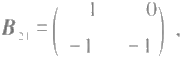 B₂₁ = ( 1 0
-1 -1 ) ,